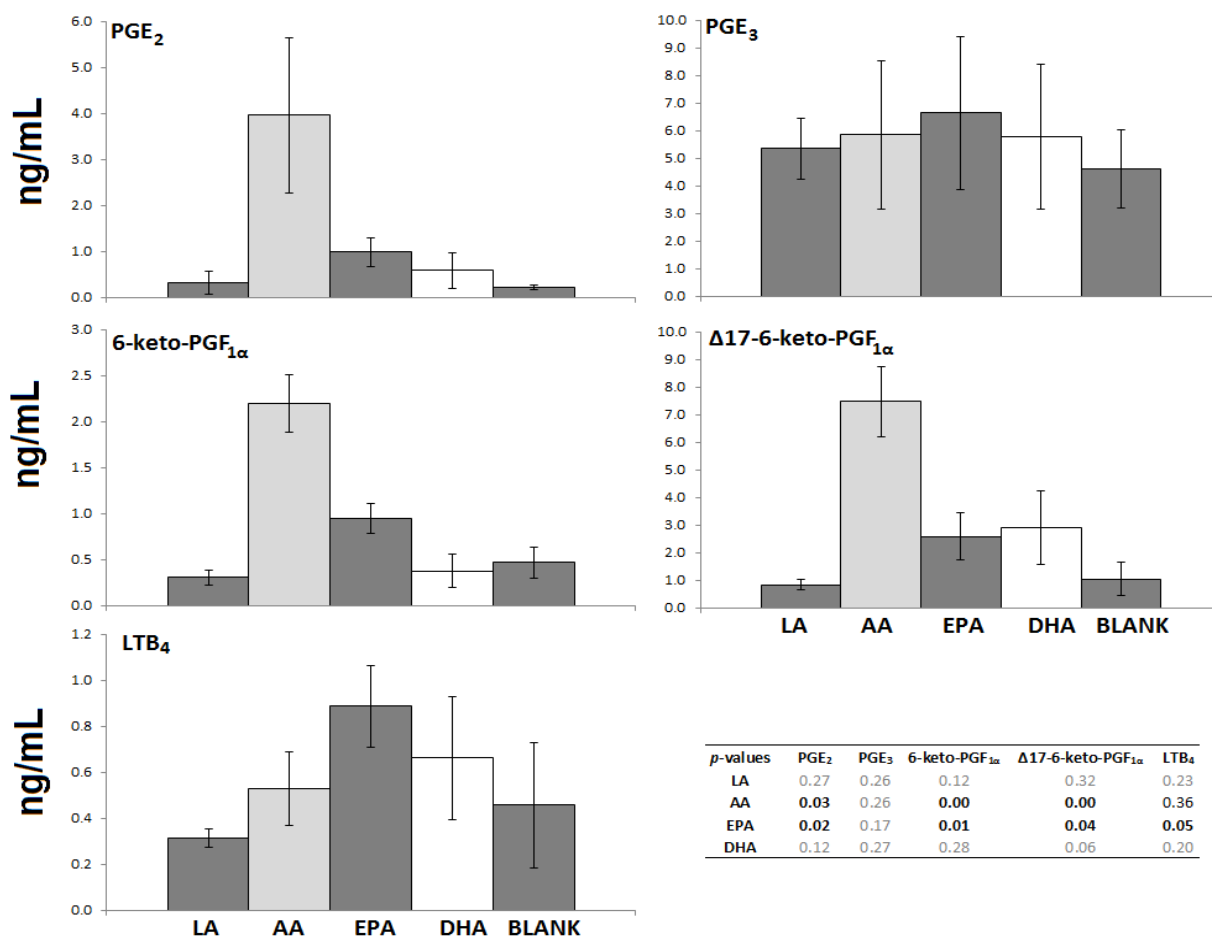 PGE2
ng/mL
6.0
5.0
4.0
3.0
2.0
1.0
0.0
PGE3
10.0
9.0
8.0
7.0
6.0
5.0
4.0
3.0
2.0
1.0
0.0
6-keto-PGF1α
ng/mL
3.0
2.5
2.0
1.5
1.0
0.5
0.0
Δ17-6-keto-PGF1α
10.0
9.0
8.0
7.0
6.0
5.0
4.0
3.0
2.0
1.0
0.0
LA AA EPA DHA BLANK
LTB4
ng/mL
1.2
1.0
0.8
0.6
0.4
0.2
0.0
LA AA EPA DHA BLANK
p-values PGE2 PGE3 6-keto-PGF1α Δ17-6-keto-PGF1α LTB4
LA 0.27 0.26 0.12 0.32 0.23
AA 0.03 0.26 0.00 0.00 0.36
EPA 0.02 0.17 0.01 0.04 0.05
DHA 0.12 0.27 0.28 0.06 0.20